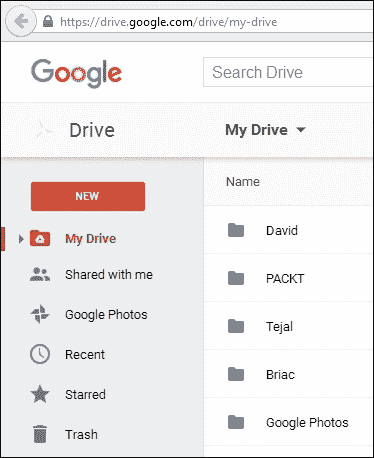 https://drive.google.com/drive/my-drive
Google
Search Drive
Drive
My Drive
NEW
My Drive
Shared with me
Google Photos
Recent
Starred
Trash
Name
David
PACKT
Tejal
Briac
Google Photos